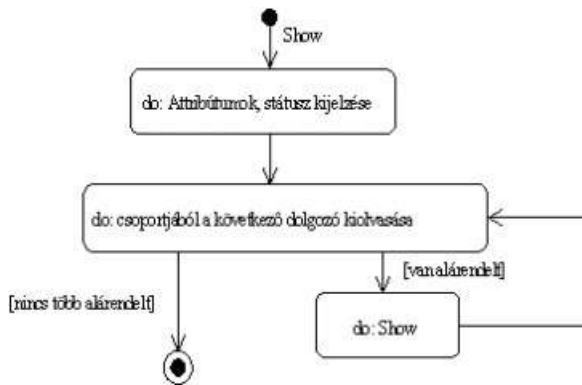 Show
do: Attribútumok, státusz kijelzése
do: csoportjából a következő dolgozó kiolvasása
[van alárendelt]
[nincs több alárendelt]
do: Show